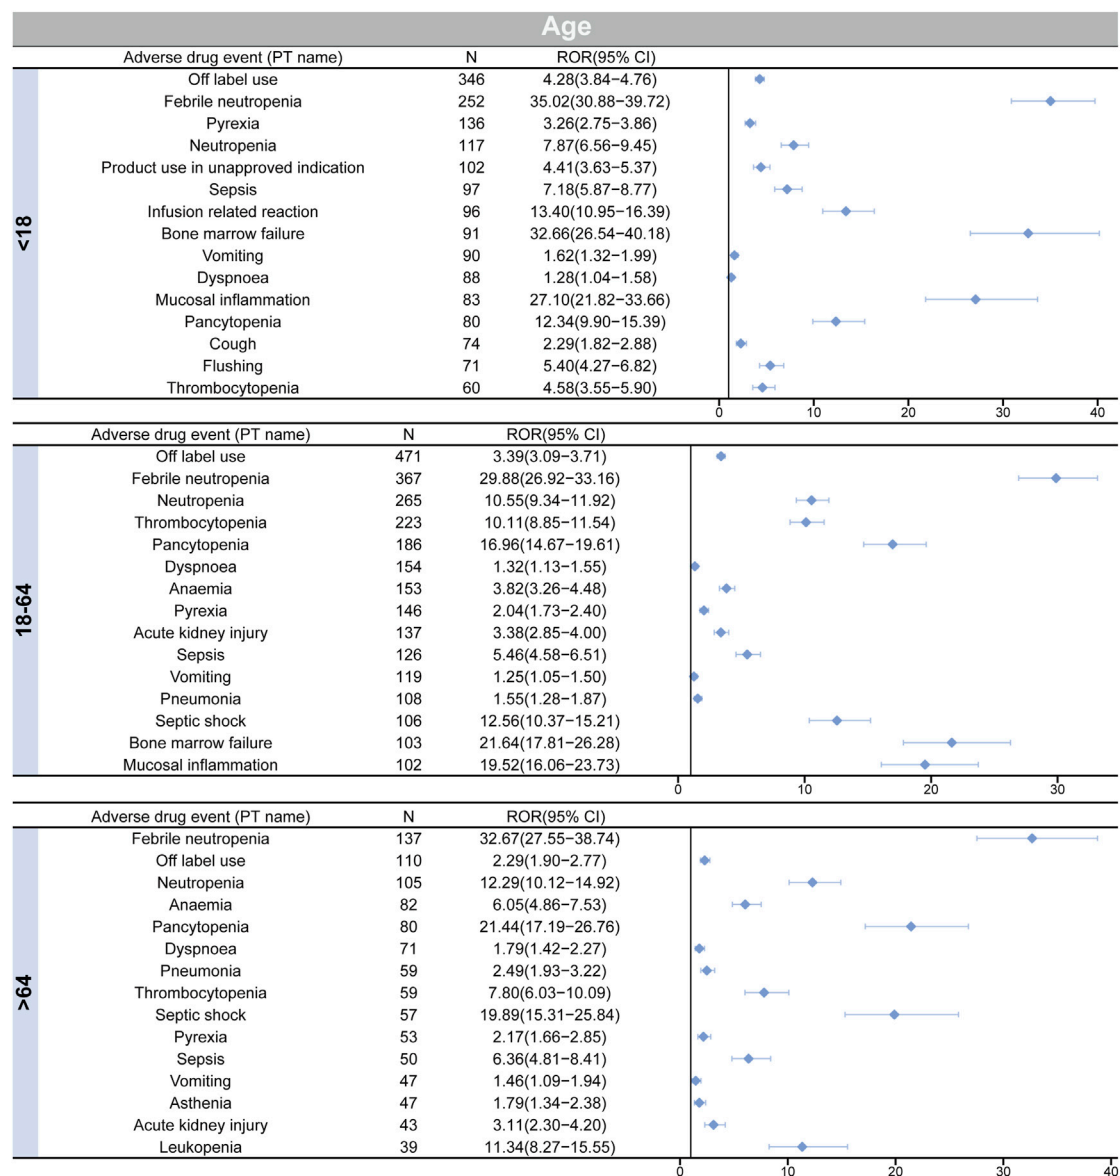 Age
Adverse drug event (PT name) N ROR(95% CI)
<18
Off label use 346 4.28(3.84−4.76)
Febrile neutropenia 252 35.02(30.88−39.72)
Pyrexia 136 3.26(2.75−3.86)
Neutropenia 117 7.87(6.56−9.45)
Product use in unapproved indication 102 4.41(3.63−5.37)
Sepsis 97 7.18(5.87−8.77)
Infusion related reaction 96 13.40(10.95−16.39)
Bone marrow failure 91 32.66(26.54−40.18)
Vomiting 90 1.62(1.32−1.99)
Dyspnoea 88 1.28(1.04−1.58)
Mucosal inflammation 83 27.10(21.82−33.66)
Pancytopenia 80 12.34(9.90−15.39)
Cough 74 2.29(1.82−2.88)
Flushing 71 5.40(4.27−6.82)
Thrombocytopenia 60 4.58(3.55−5.90)
0 10 20 30 40
Adverse drug event (PT name) N ROR(95% CI)
18-64
Off label use 471 3.39(3.09−3.71)
Febrile neutropenia 367 29.88(26.92−33.16)
Neutropenia 265 10.55(9.34−11.92)
Thrombocytopenia 223 10.11(8.85−11.54)
Pancytopenia 186 16.96(14.67−19.61)
Dyspnoea 154 1.32(1.13−1.55)
Anaemia 153 3.82(3.26−4.48)
Pyrexia 146 2.04(1.73−2.40)
Acute kidney injury 137 3.38(2.85−4.00)
Sepsis 126 5.46(4.58−6.51)
Vomiting 119 1.25(1.05−1.50)
Pneumonia 108 1.55(1.28−1.87)
Septic shock 106 12.56(10.37−15.21)
Bone marrow failure 103 21.64(17.81−26.28)
Mucosal inflammation 102 19.52(16.06−23.73)
0 10 20 30
Adverse drug event (PT name) N ROR(95% CI)
>64
Febrile neutropenia 137 32.67(27.55−38.74)
Off label use 110 2.29(1.90−2.77)
Neutropenia 105 12.29(10.12−14.92)
Anaemia 82 6.05(4.86−7.53)
Pancytopenia 80 21.44(17.19−26.76)
Dyspnoea 71 1.79(1.42−2.27)
Pneumonia 59 2.49(1.93−3.22)
Thrombocytopenia 59 7.80(6.03−10.09)
Septic shock 57 19.89(15.31−25.84)
Pyrexia 53 2.17(1.66−2.85)
Sepsis 50 6.36(4.81−8.41)
Vomiting 47 1.46(1.09−1.94)
Asthenia 47 1.79(1.34−2.38)
Acute kidney injury 43 3.11(2.30−4.20)
Leukopenia 39 11.34(8.27−15.55)
0 10 20 30 40